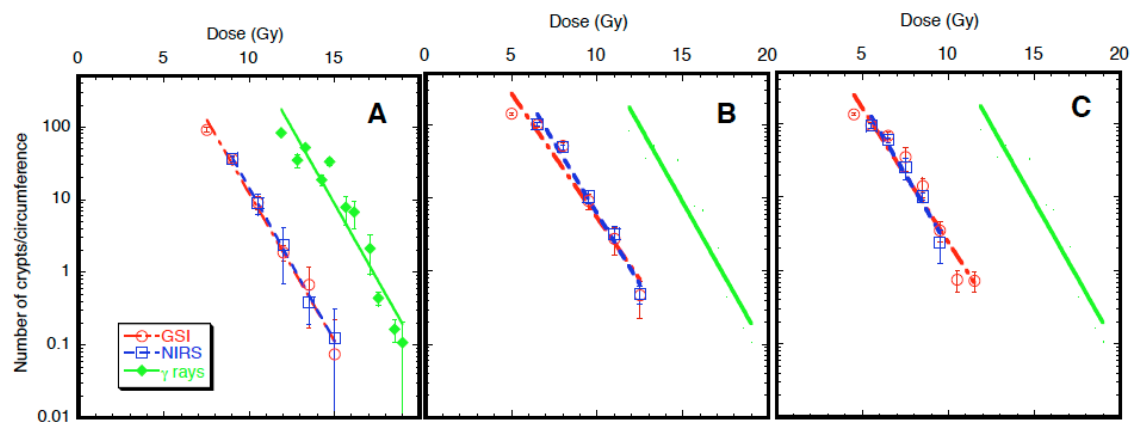 Dose (Gy) Dose (Gy) Dose (Gy)
0 5 10 15 0 5 10 15 20 0 5 10 15 20
A B C
Number of crypts/circumference
100
10
1
0.1
0.01
GSI
NIRS
γ rays